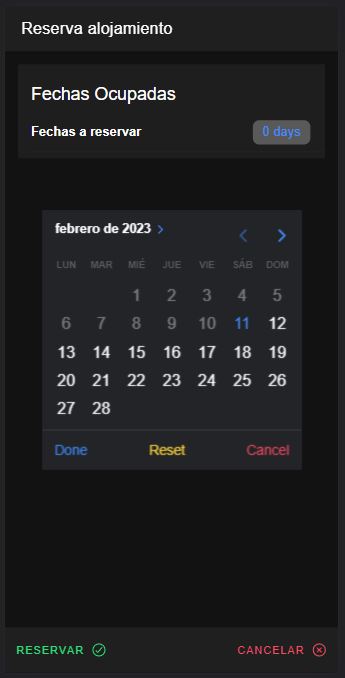 Reserva alojamiento
Fechas Ocupadas
Fechas a reservar 0 days
febrero de 2023
LUN MAR MIÉ JUE VIE SÁB DOM
1 2 3 4 5
6 7 8 9 10 11 12
13 14 15 16 17 18 19
20 21 22 23 24 25 26
27 28
Done Reset Cancel
RESERVAR CANCELAR